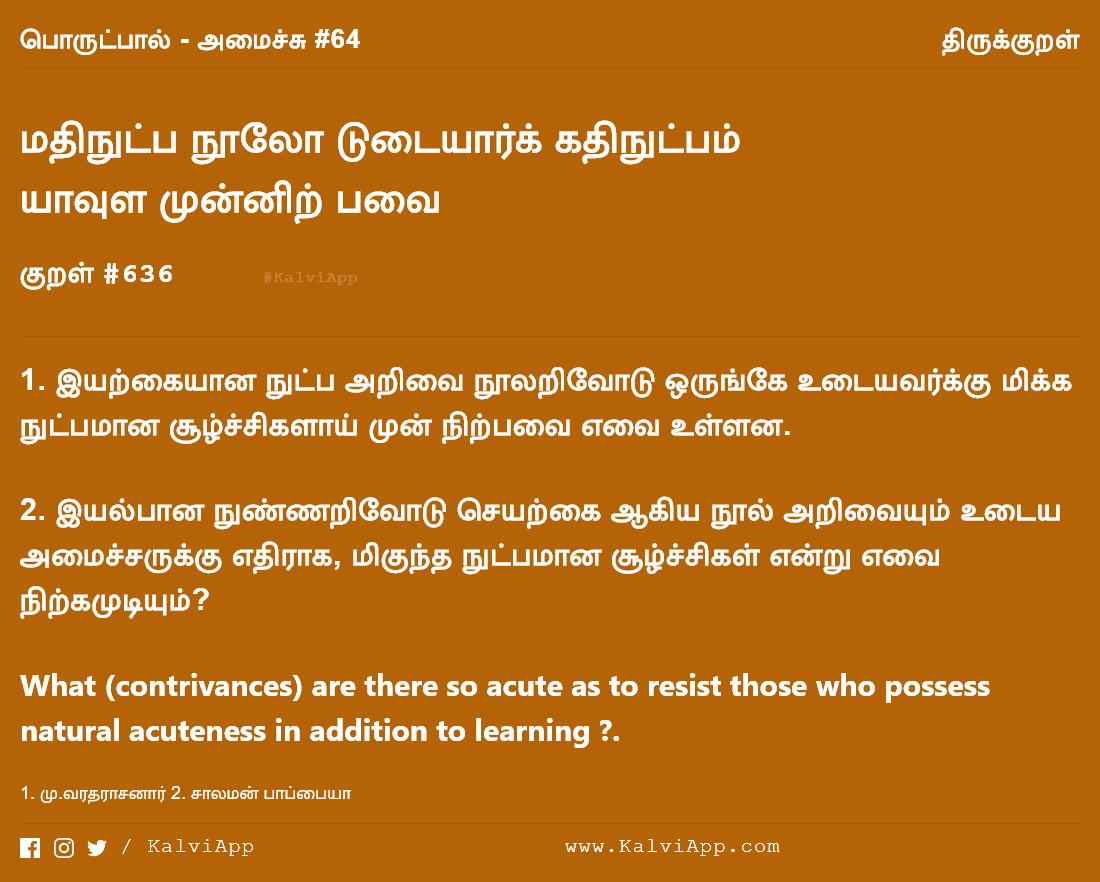 பொருட்பால் - அமைச்சு #64
திருக்குறள்
மதிநுட்ப நூலோ டுடையார்க் கதிநுட்பம்
யாவுள முன்னிற் பவை
குறள் #636
#KalviApp
1. இயற்கையான நுட்ப அறிவை நூலறிவோடு ஒருங்கே உடையவர்க்கு மிக்க
நுட்பமான சூழ்ச்சிகளாய் முன் நிற்பவை எவை உள்ளன.
2. இயல்பான நுண்ணறிவோடு செயற்கை ஆகிய நூல் அறிவையும் உடைய
அமைச்சருக்கு எதிராக, மிகுந்த நுட்பமான சூழ்ச்சிகள் என்று எவை
நிற்கமுடியும்?
What (contrivances) are there so acute as to resist those who possess
natural acuteness in addition to learning ?.
1. மு.வரதராசனார் 2. சாலமன் பாப்பையா
/ KalviApp
www.KalviApp.com